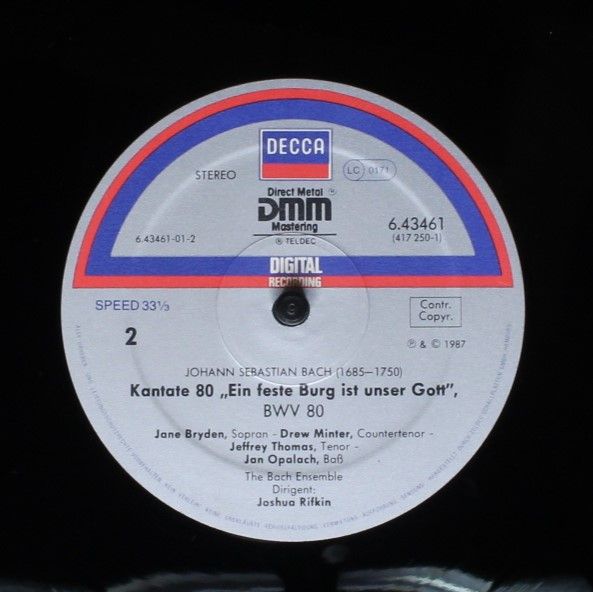 DECCA
STEREO
LC 0171
Direct Metal ®
DMM
Mastering
® TELDEC
6.43461-01-2
6.43461
(417 250-1)
DIGITAL
RECORDING
SPEED 33⅓
Contr.
Copyr.
2
℗ & © 1987
JOHANN SEBASTIAN BACH (1685–1750)
Kantate 80 „Ein feste Burg ist unser Gott”,
BWV 80
Jane Bryden, Sopran - Drew Minter, Countertenor -
Jeffrey Thomas, Tenor -
Jan Opalach, Baß
The Bach Ensemble
Dirigent:
Joshua Rifkin